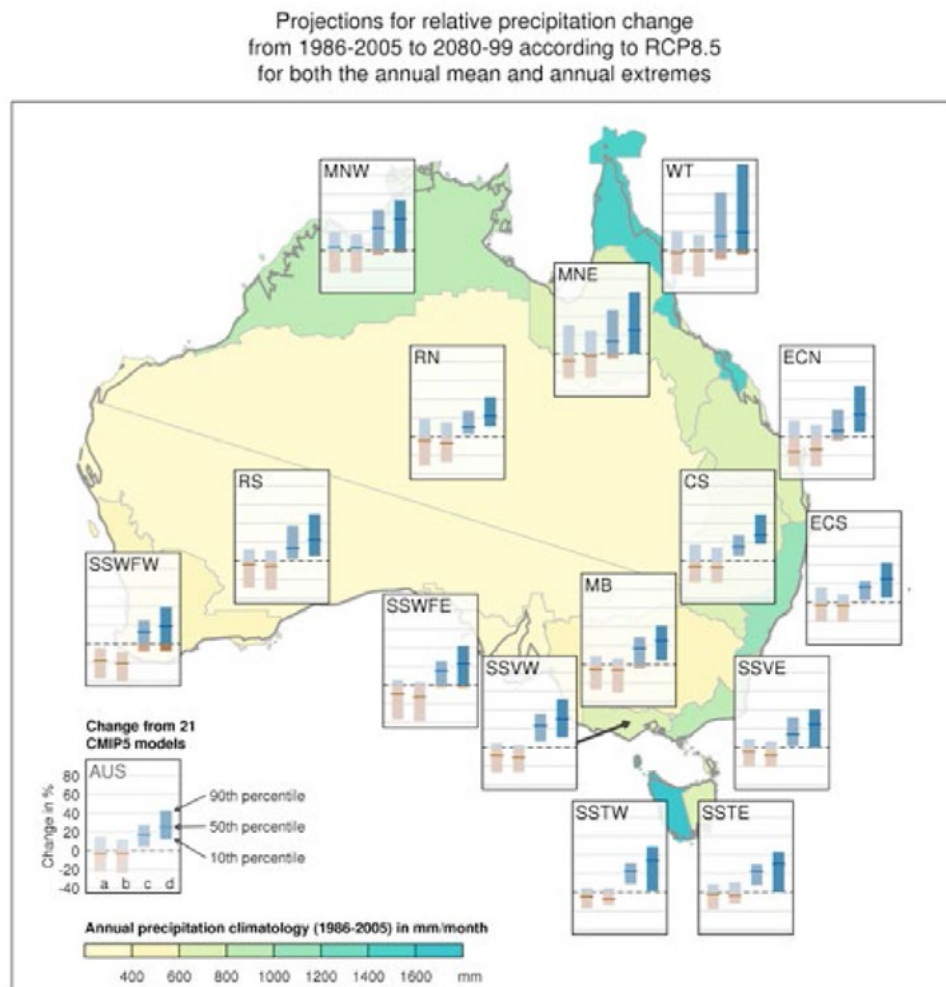 Projections for relative precipitation change
from 1986-2005 to 2080-99 according to RCP8.5
for both the annual mean and annual extremes
MNW
WT
MNE
RN
ECN
RS
CS
ECS
SSWFW
MB
SSWFE
SSVW
SSVE
Change from 21
CMIP5 models
AUS
80
60
40
20
0
-20
-40
Change in %
90th percentile
50th percentile
10th percentile
a b c d
SSTW
SSTE
Annual precipitation climatology (1986-2005) in mm/month
400 600 800 1000 1200 1400 1600 mm